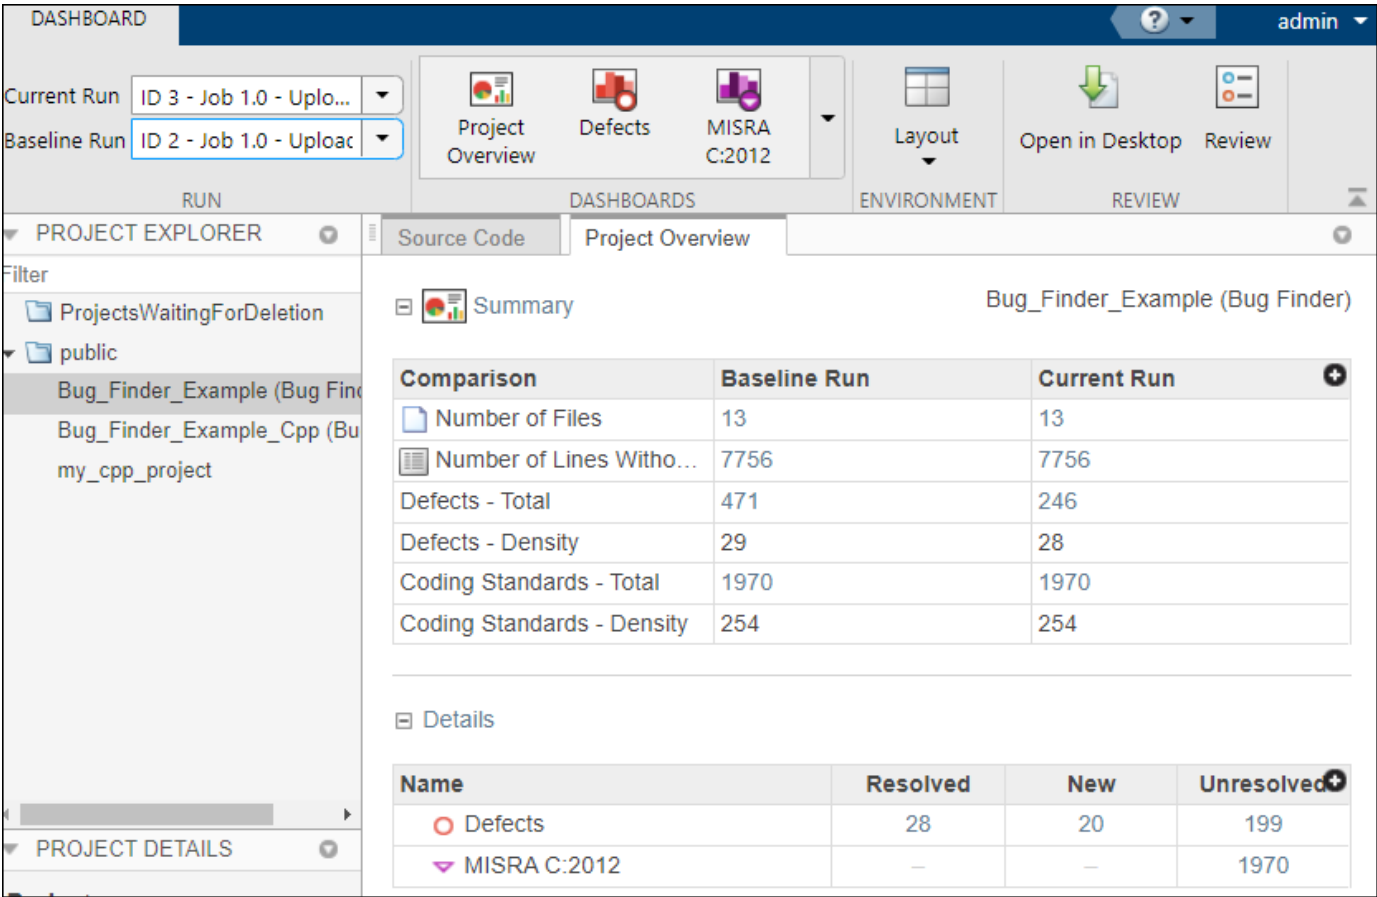 DASHBOARD
? admin
Current Run ID 3 - Job 1.0 - Uplo...
Baseline Run ID 2 - Job 1.0 - Upload
Project Overview
Defects
MISRA C:2012
Layout
Open in Desktop
Review
RUN DASHBOARDS ENVIRONMENT REVIEW
PROJECT EXPLORER
Source Code Project Overview
Filter
ProjectsWaitingForDeletion
public
Bug_Finder_Example (Bug Find
Bug_Finder_Example_Cpp (Bu
my_cpp_project
PROJECT DETAILS
Summary Bug_Finder_Example (Bug Finder)
Comparison Baseline Run Current Run
Number of Files 13 13
Number of Lines Witho... 7756 7756
Defects - Total 471 246
Defects - Density 29 28
Coding Standards - Total 1970 1970
Coding Standards - Density 254 254
Details
Name Resolved New Unresolved
Defects 28 20 199
MISRA C:2012 – – 1970